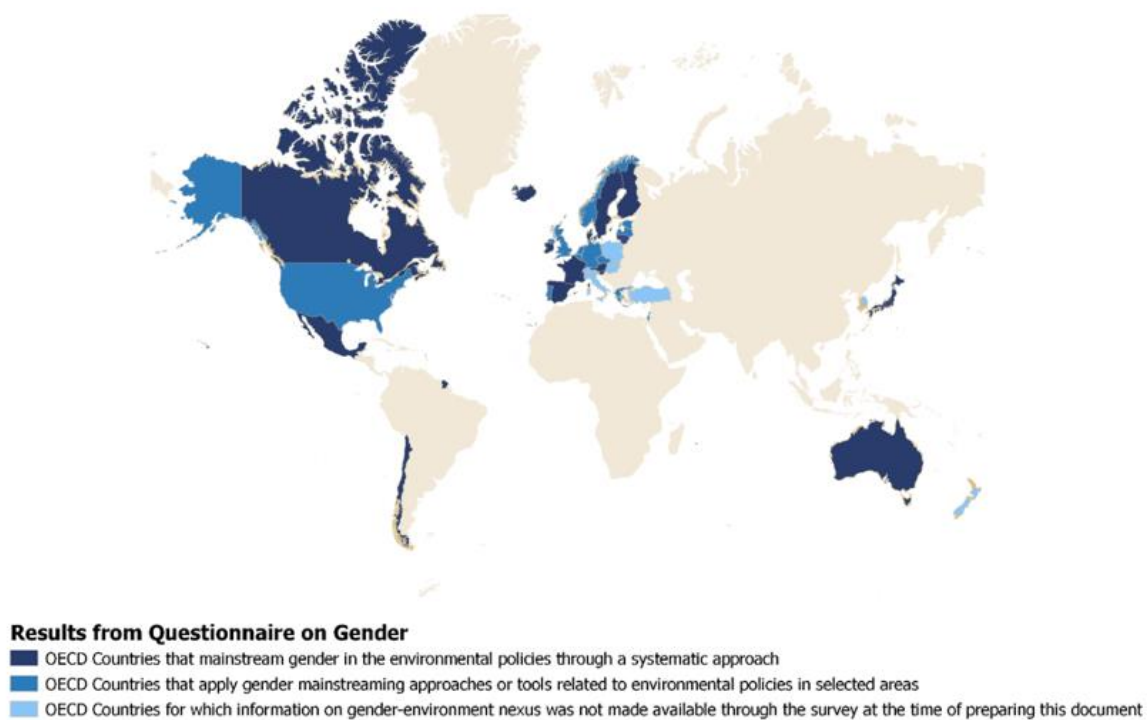 Results from Questionnaire on Gender
OECD Countries that mainstream gender in the environmental policies through a systematic approach
OECD Countries that apply gender mainstreaming approaches or tools related to environmental policies in selected areas
OECD Countries for which information on gender-environment nexus was not made available through the survey at the time of preparing this document